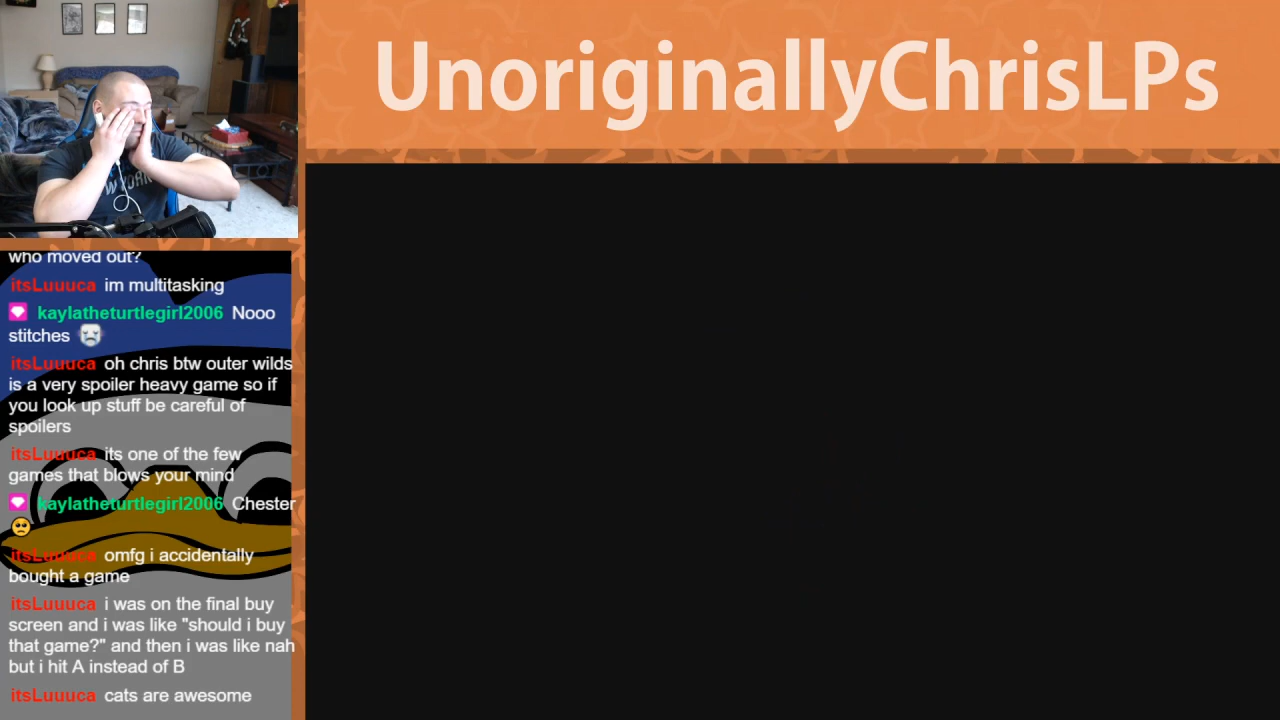 UnoriginallyChrisLPs
who moved out?
itsLuuuca im multitasking
kaylatheturtlegirl2006 Nooo
stitches
itsLuuuca oh chris btw outer wilds
is a very spoiler heavy game so if
you look up stuff be careful of
spoilers
itsLuuuca its one of the few
games that blows your mind
kaylatheturtlegirl2006 Chester
itsLuuuca omfg i accidentally
bought a game
itsLuuuca i was on the final buy
screen and i was like "should i buy
that game?" and then i was like nah
but i hit A instead of B
itsLuuuca cats are awesome